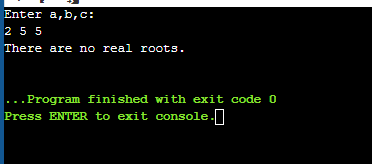 Enter a,b,c:
2 5 5
There are no real roots.
...Program finished with exit code 0
Press ENTER to exit console.